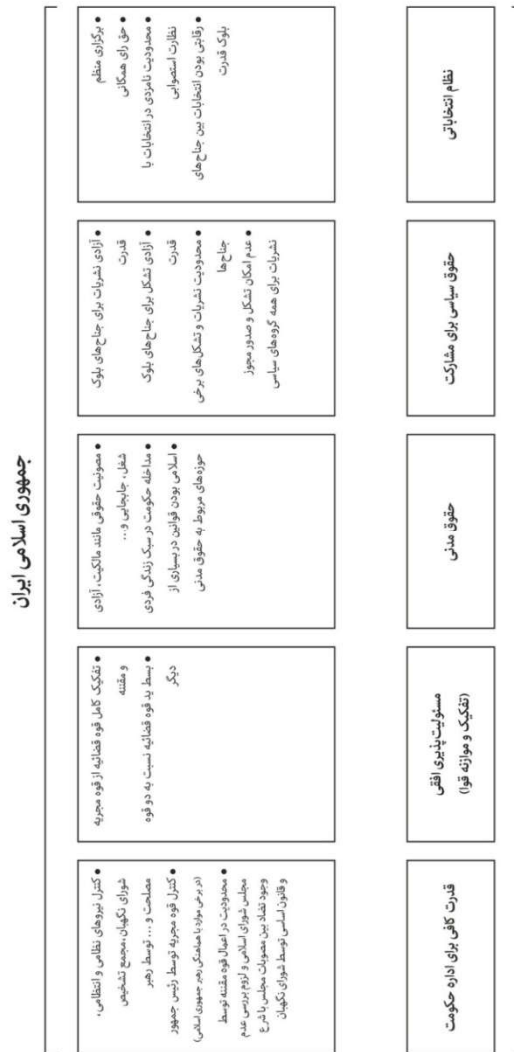 جمهوری اسلامی ایران
نظام انتخاباتی
• برگزاری منظم
• حق رای همگانی
• محدودیت نامزدی در انتخابات با
نظارت استصوابی
• رقابتی بودن انتخابات بین جناح‌های
بلوک قدرت
حقوق سیاسی برای مشارکت
• آزادی نشریات برای جناح‌های بلوک
قدرت
• آزادی تشکل برای جناح‌های بلوک
قدرت
• محدودیت نشریات و تشکل‌های برخی
جناح‌ها
• عدم امکان تشکل و صدور مجوز
نشریات برای همه گروه‌های سیاسی
حقوق مدنی
• مصونیت حقوقی مانند مالکیت، آزادی
شغل، جابجایی و...
• مداخله حکومت در سبک زندگی فردی
• اسلامی بودن قوانین در بسیاری از
حوزه‌های مربوط به حقوق مدنی
مسئولیت‌پذیری افقی
(تفکیک و موازنه قوا)
• تفکیک کامل قوه قضائیه از قوه مجریه
و مقننه
• بسط ید قوه قضائیه نسبت به دو قوه
دیگر
قدرت کافی برای اداره حکومت
• کنترل نیروهای نظامی و انتظامی،
شورای نگهبان، مجمع تشخیص
مصلحت و ... توسط رهبر
• کنترل قوه مجریه توسط رئیس جمهور
(در برخی موارد با هماهنگی رهبر جمهوری اسلامی)
• محدودیت در اعمال قوه مقننه توسط
مجلس شورای اسلامی و لزوم بررسی عدم
وجود تضاد بین مصوبات مجلس با شرع
و قانون اساسی توسط شورای نگهبان